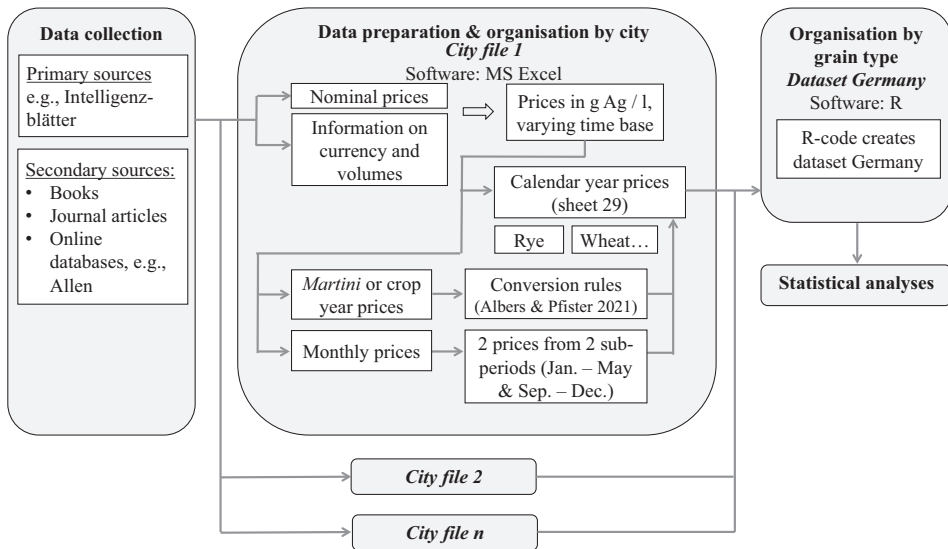 Data collection
Primary sources
e.g., Intelligenz-
blätter
Secondary sources:
• Books
• Journal articles
• Online
databases, e.g.,
Allen
Data preparation & organisation by city
City file 1
Software: MS Excel
Nominal prices
Information on
currency and
volumes
Prices in g Ag / l,
varying time base
Calendar year prices
(sheet 29)
Rye
Wheat…
Martini or crop
year prices
Conversion rules
(Albers & Pfister 2021)
Monthly prices
2 prices from 2 sub-
periods (Jan. – May
& Sep. – Dec.)
City file 2
City file n
Organisation by
grain type
Dataset Germany
Software: R
R-code creates
dataset Germany
Statistical analyses